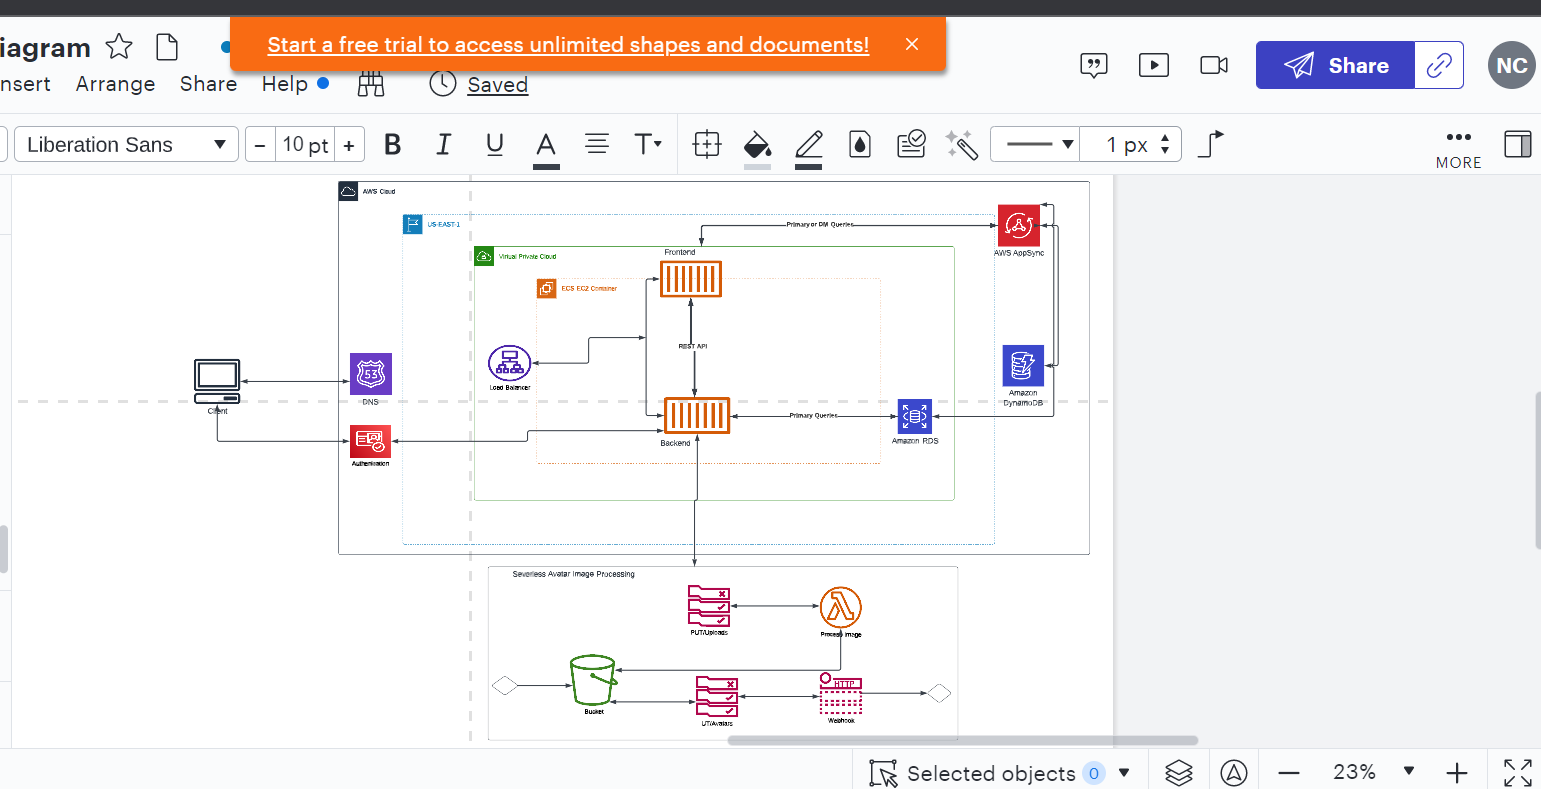 Start a free trial to access unlimited shapes and documents!
iagram
nsert Arrange Share Help Saved
Share
NC
Liberation Sans
− 10 pt +
B I U A T
1 px
MORE
AWS Cloud
US-EAST-1
Primary or DM Queries
AWS AppSync
Virtual Private Cloud
Frontend
ECS EC2 Container
REST API
Load Balancer
53
DNS
Client
Amazon
DynamoDB
Primary Queries
Backend
Amazon RDS
Authentication
Severless Avatar Image Processing
PUT/Uploads
Process Image
Bucket
UT/Avatars
HTTP
Webhook
Selected objects 0
23%